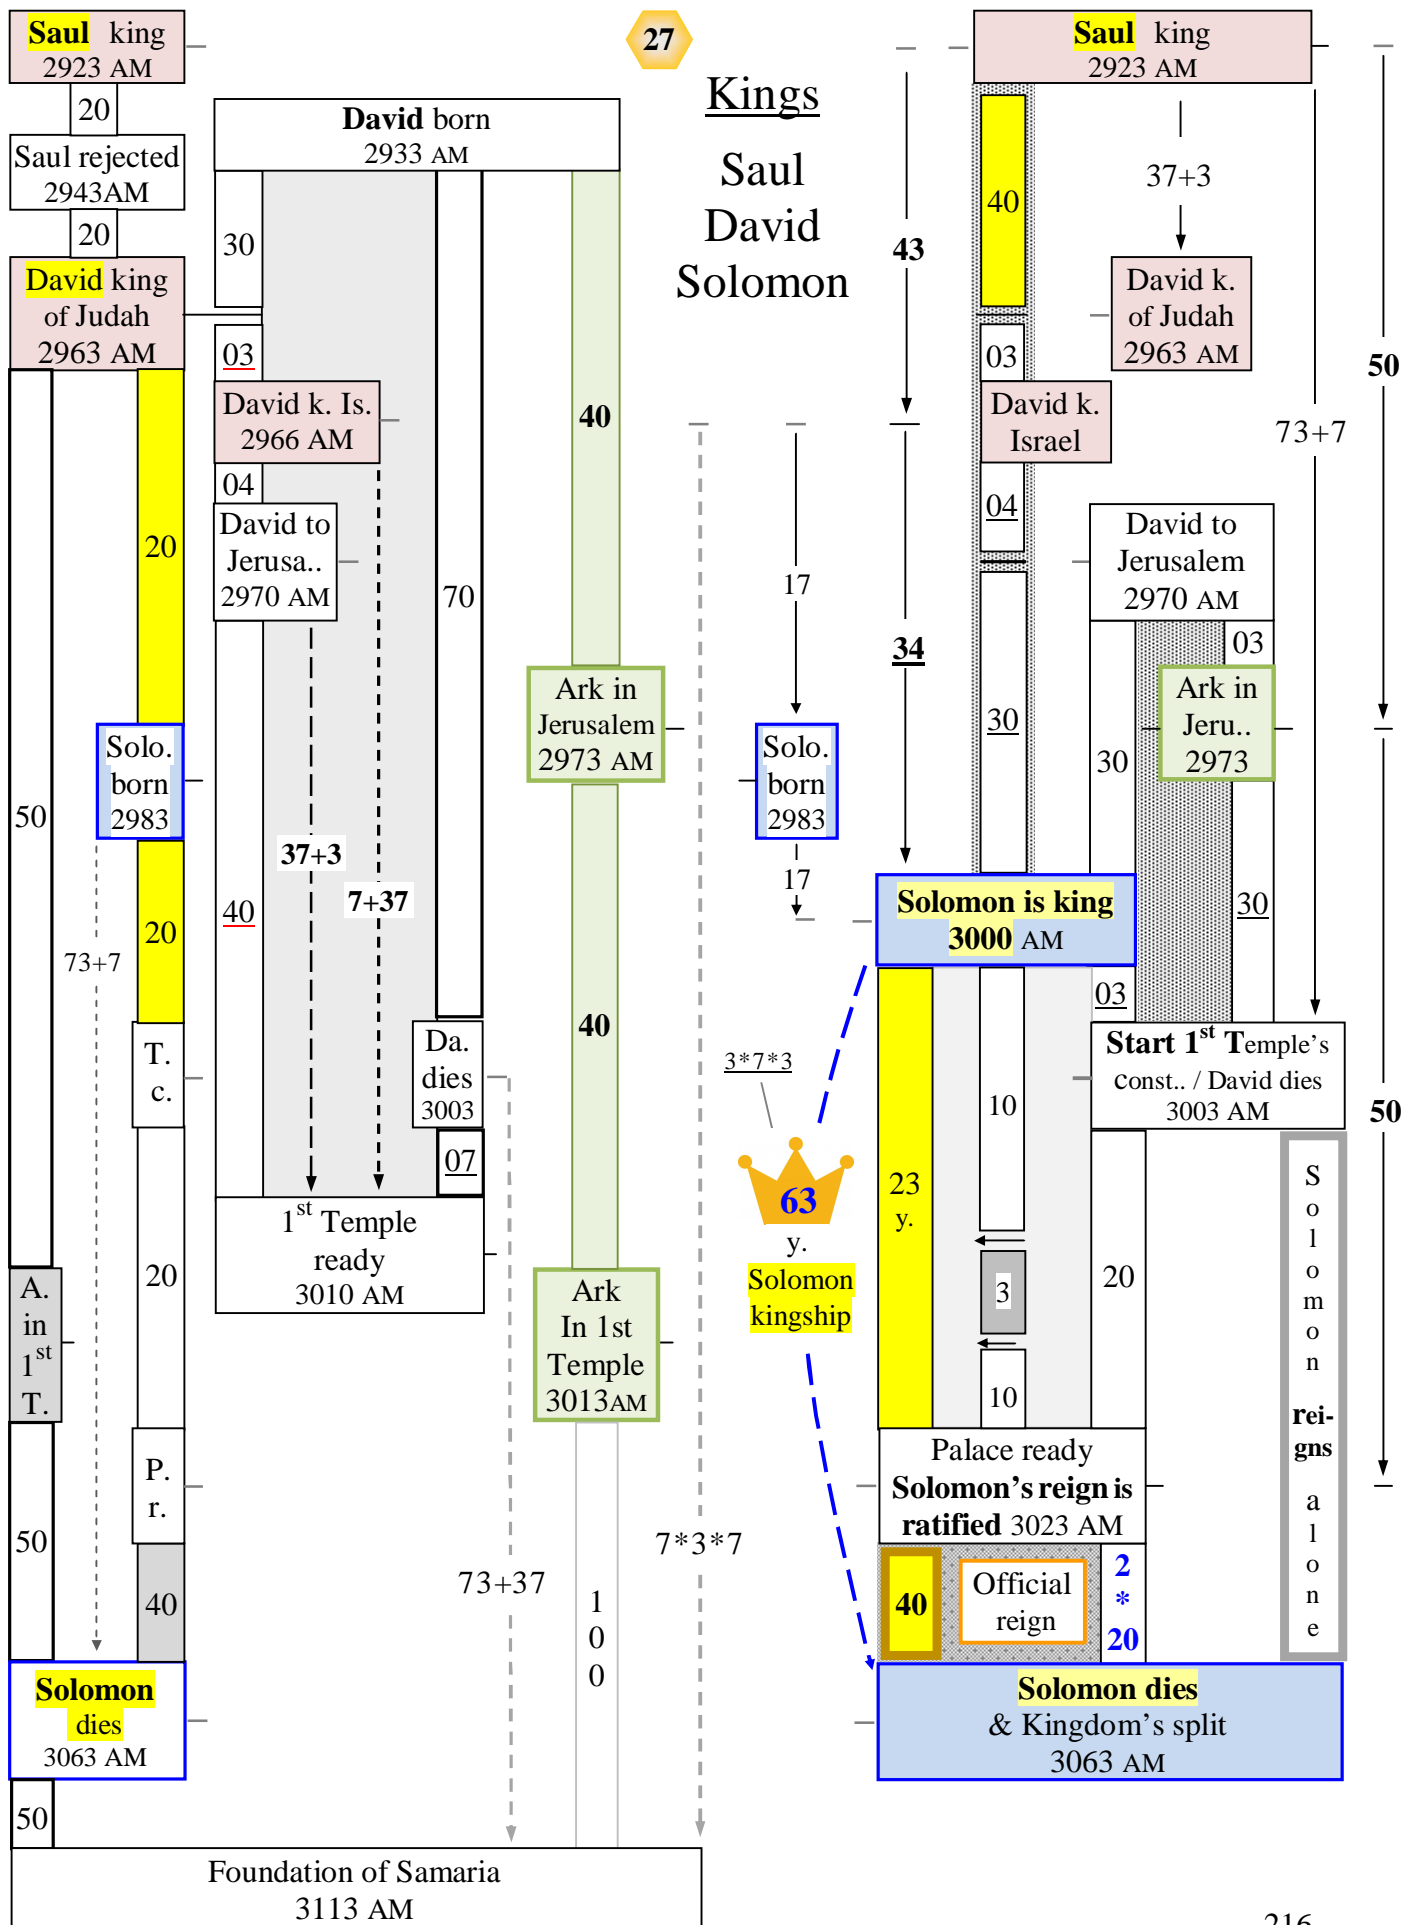 Saul king
2923 AM
20
Saul rejected
2943AM
20
David king
of Judah
2963 AM
50
20
Solo.
born
2983
20
73+7
T.
c.
20
A.
in
1st
T.
P.
r.
50
40
Solomon
dies
3063 AM
50
David born
2933 AM
30
03
David k. Is.
2966 AM
04
David to
Jerusa..
2970 AM
70
40
37+3
7+37
40
Ark in
Jerusalem
2973 AM
40
Da.
dies
3003
07
1st Temple
ready
3010 AM
Ark
In 1st
Temple
3013AM
73+37
1
0
0
7*3*7
Foundation of Samaria
3113 AM
27
Kings
Saul
David
Solomon
17
Solo.
born
2983
17
3*7*3
63
y.
Solomon
kingship
Saul king
2923 AM
43
40
37+3
David k.
of Judah
2963 AM
03
David k.
Israel
04
73+7
50
David to
Jerusalem
2970 AM
34
30
03
Ark in
Jeru..
2973
30
30
Solomon is king
3000 AM
03
Start 1st Temple's
const.. / David dies
3003 AM
50
10
23
y.
3
20
10
S
o
l
o
m
o
n
rei-
gns
a
l
o
n
e
Palace ready
Solomon's reign is
ratified 3023 AM
40
Official
reign
2
*
20
Solomon dies
& Kingdom's split
3063 AM
216